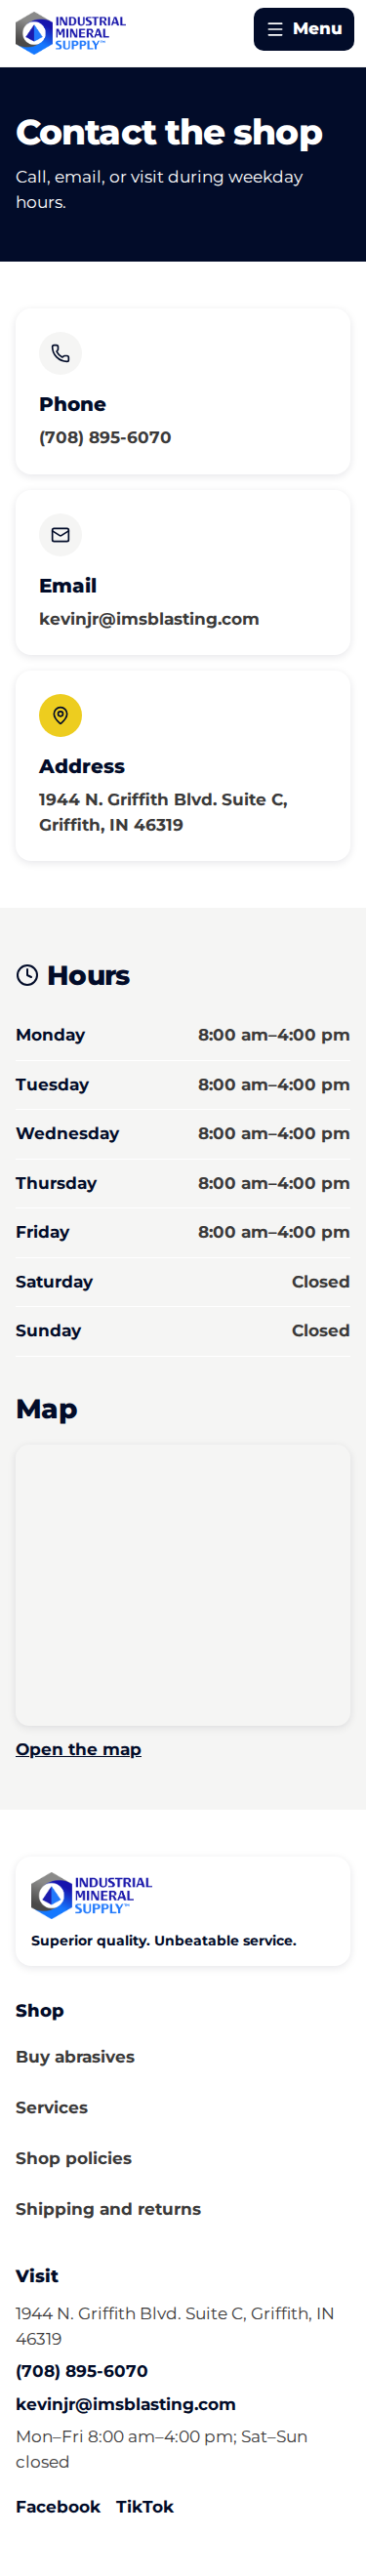 INDUSTRIAL
MINERAL
SUPPLY™
Menu
Contact the shop
Call, email, or visit during weekday
hours.
Phone
(708) 895-6070
Email
kevinjr@imsblasting.com
Address
1944 N. Griffith Blvd. Suite C,
Griffith, IN 46319
Hours
Monday 8:00 am–4:00 pm
Tuesday 8:00 am–4:00 pm
Wednesday 8:00 am–4:00 pm
Thursday 8:00 am–4:00 pm
Friday 8:00 am–4:00 pm
Saturday Closed
Sunday Closed
Map
Open the map
INDUSTRIAL
MINERAL
SUPPLY™
Superior quality. Unbeatable service.
Shop
Buy abrasives
Services
Shop policies
Shipping and returns
Visit
1944 N. Griffith Blvd. Suite C, Griffith, IN
46319
(708) 895-6070
kevinjr@imsblasting.com
Mon–Fri 8:00 am–4:00 pm; Sat–Sun
closed
Facebook TikTok